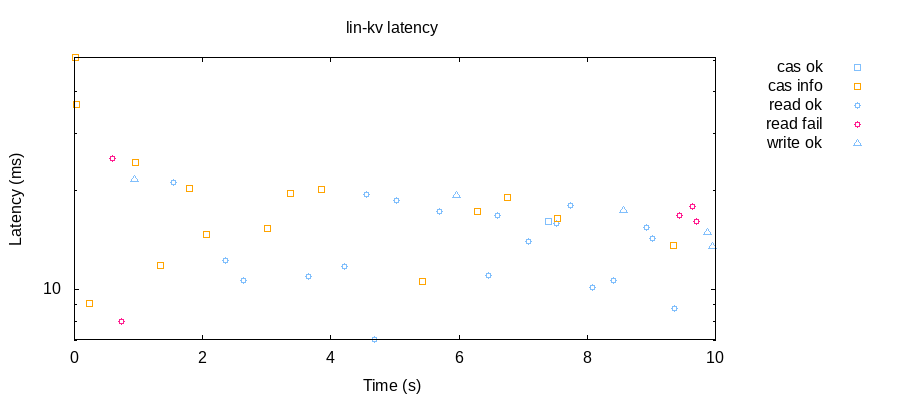 lin-kv latency
cas ok
cas info
read ok
read fail
write ok
Latency (ms)
10
0 2 4 6 8 10
Time (s)